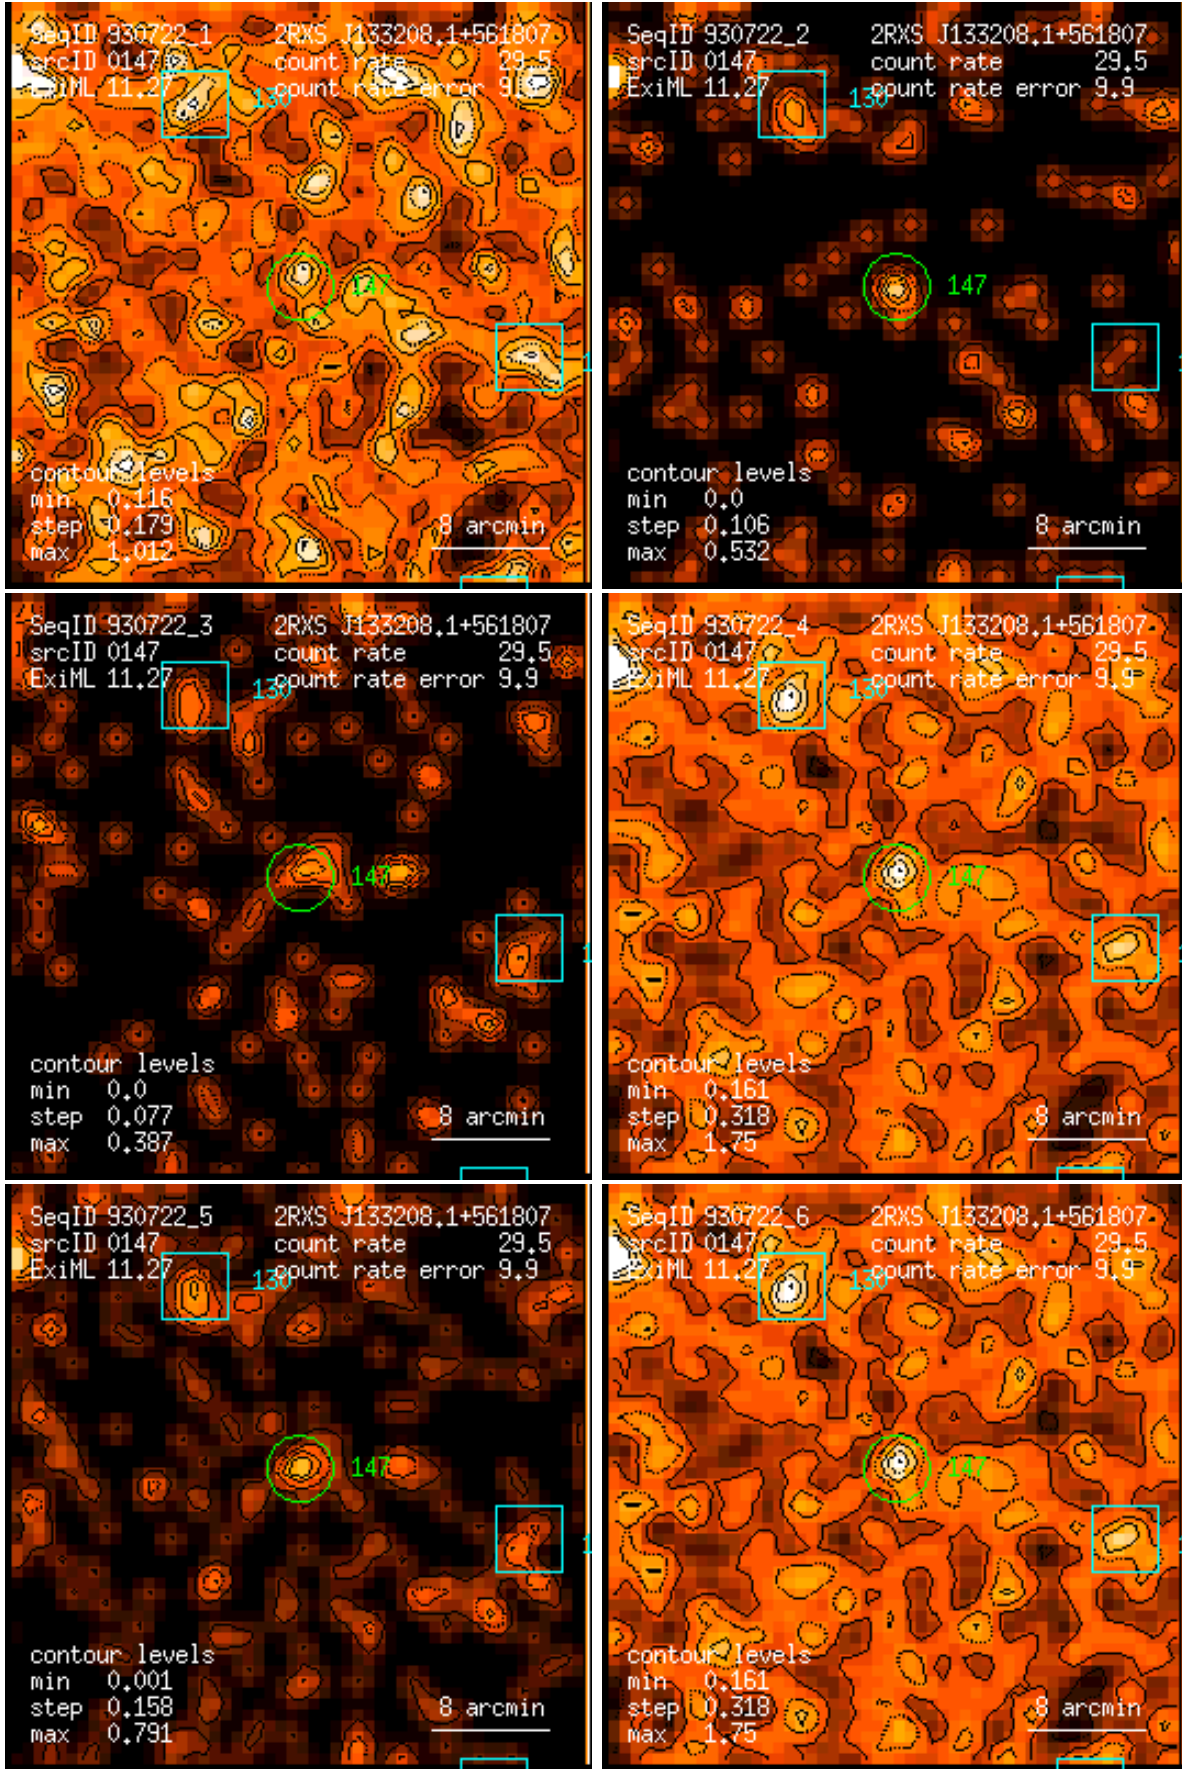 SeqID 930722_1 2RXS J133208.1+561807
srcID 0147 count rate 29.5
ExiML 11.27 count rate error 9.9
130
147
1
contour levels
min 0.116
step 0.179
max 1.012
8 arcmin
SeqID 930722_2 2RXS J133208.1+561807
srcID 0147 count rate 29.5
ExiML 11.27 count rate error 9.9
130
147
contour levels
min 0.0
step 0.106
max 0.532
8 arcmin
SeqID 930722_3 2RXS J133208.1+561807
srcID 0147 count rate 29.5
ExiML 11.27 count rate error 9.9
130
147
1
contour levels
min 0.0
step 0.077
max 0.387
8 arcmin
SeqID 930722_4 2RXS J133208.1+561807
srcID 0147 count rate 29.5
ExiML 11.27 count rate error 9.9
130
147
contour levels
min 0.161
step 0.318
max 1.75
8 arcmin
SeqID 930722_5 2RXS J133208.1+561807
srcID 0147 count rate 29.5
ExiML 11.27 count rate error 9.9
130
147
1
contour levels
min 0.001
step 0.158
max 0.791
8 arcmin
SeqID 930722_6 2RXS J133208.1+561807
srcID 0147 count rate 29.5
ExiML 11.27 count rate error 9.9
130
147
contour levels
min 0.161
step 0.318
max 1.75
8 arcmin